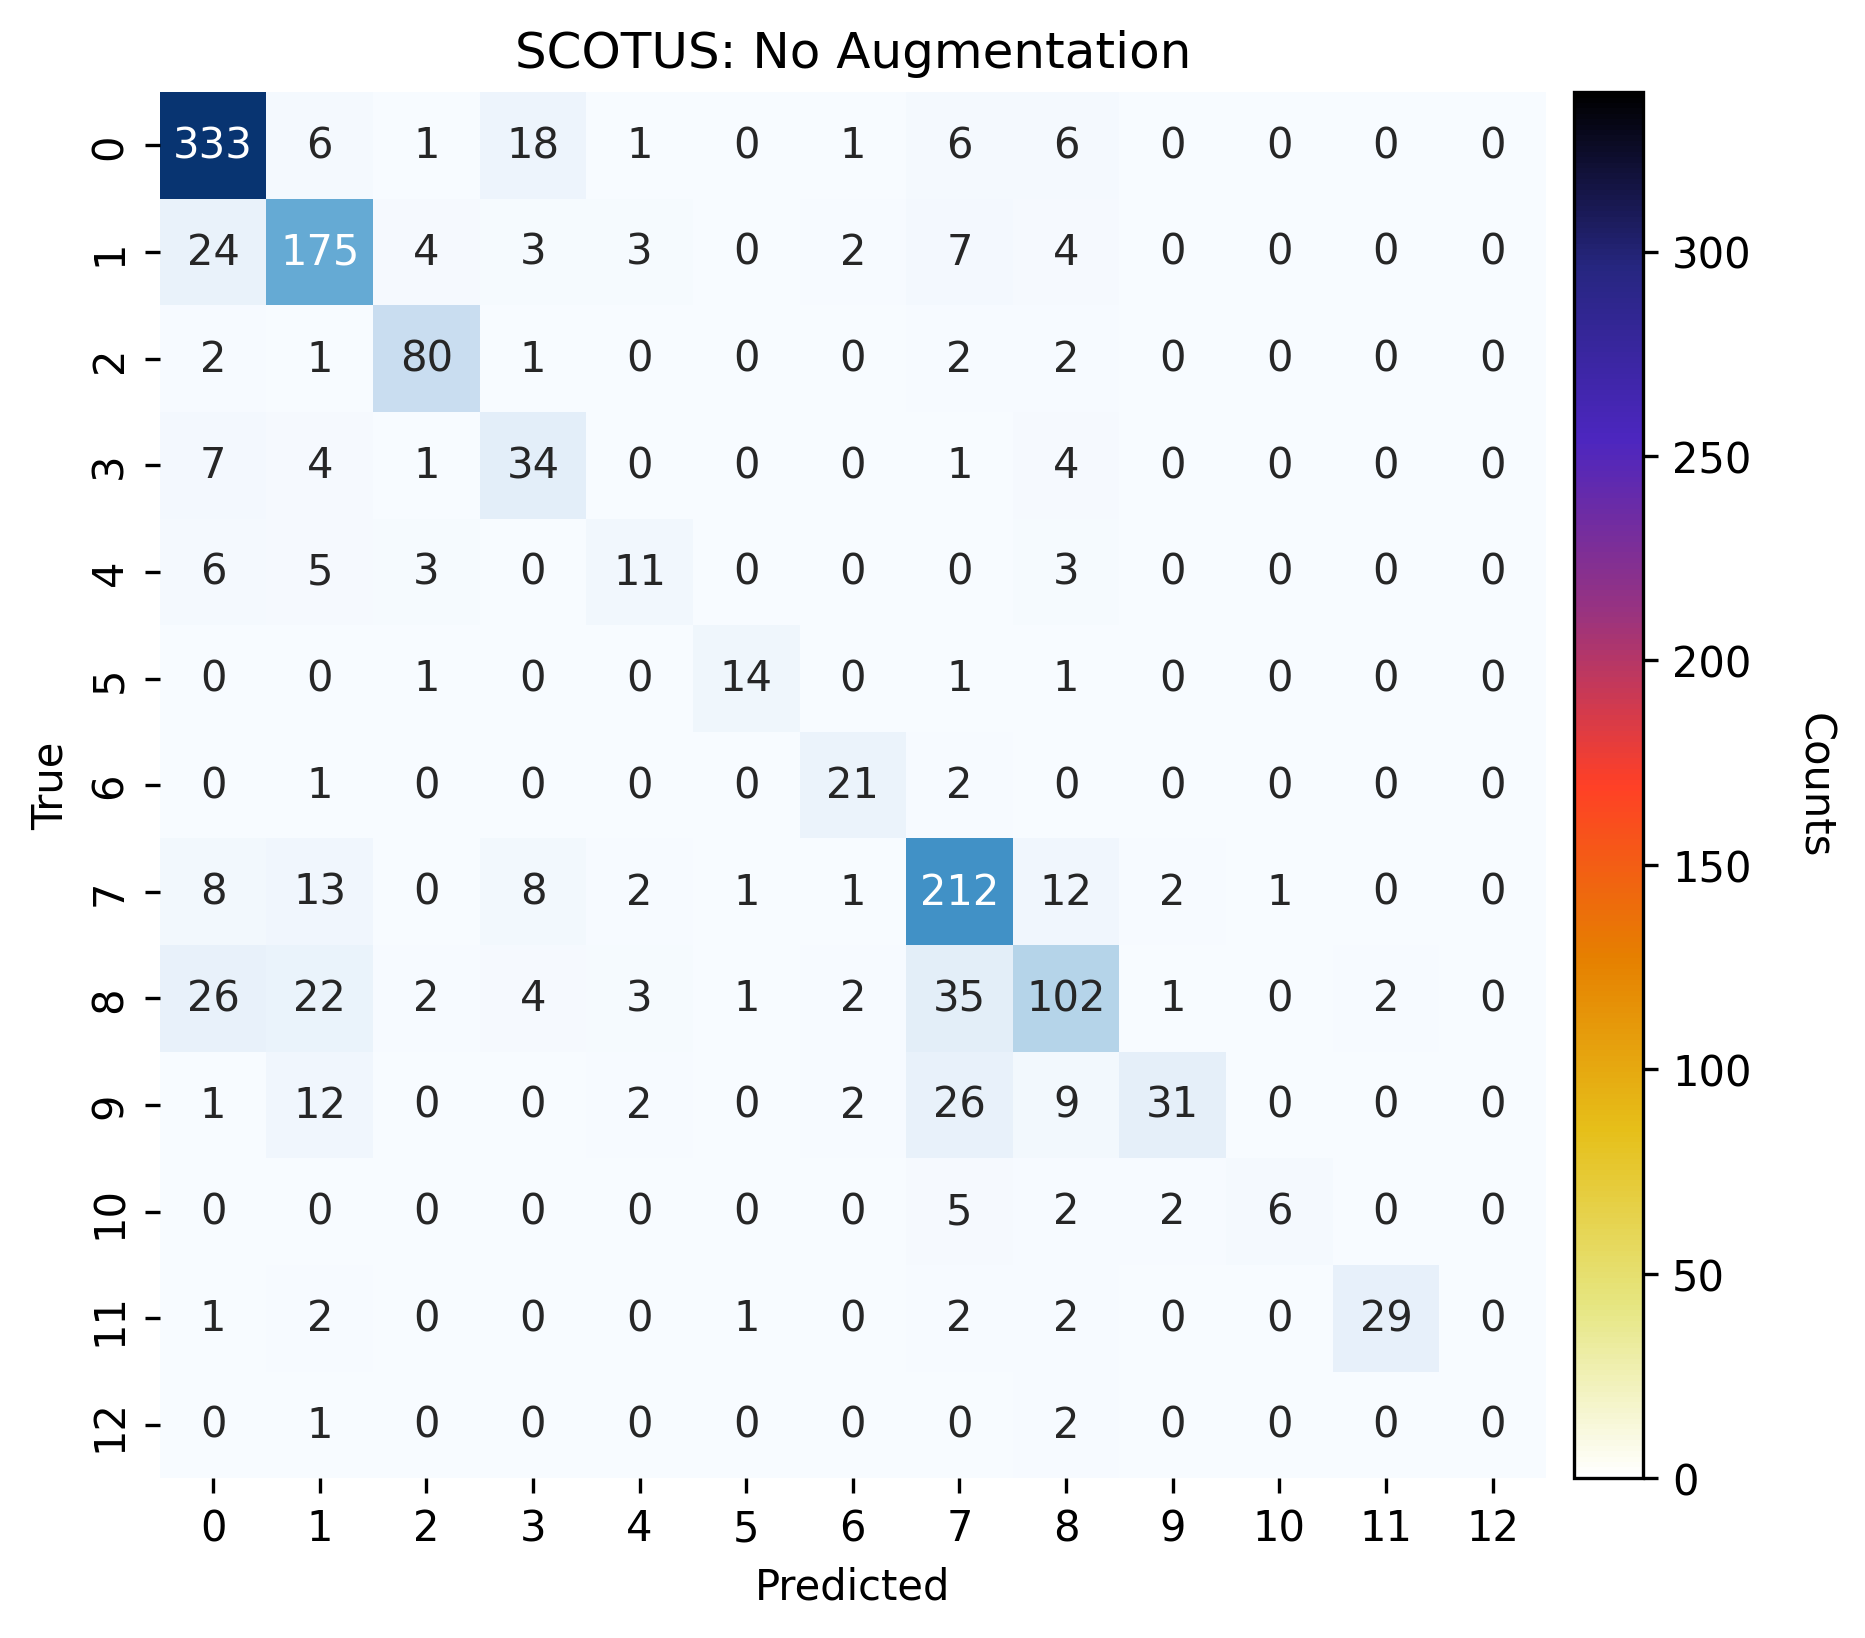 SCOTUS: No Augmentation
0 333 6 1 18 1 0 1 6 6 0 0 0 0
1 24 175 4 3 3 0 2 7 4 0 0 0 0
2 2 1 80 1 0 0 0 2 2 0 0 0 0
3 7 4 1 34 0 0 0 1 4 0 0 0 0
4 6 5 3 0 11 0 0 0 3 0 0 0 0
5 0 0 1 0 0 14 0 1 1 0 0 0 0
6 0 1 0 0 0 0 21 2 0 0 0 0 0
7 8 13 0 8 2 1 1 212 12 2 1 0 0
8 26 22 2 4 3 1 2 35 102 1 0 2 0
9 1 12 0 0 2 0 2 26 9 31 0 0 0
10 0 0 0 0 0 0 0 5 2 2 6 0 0
11 1 2 0 0 0 1 0 2 2 0 0 29 0
12 0 1 0 0 0 0 0 0 2 0 0 0 0
0 1 2 3 4 5 6 7 8 9 10 11 12
Predicted
True
300
250
200
150
100
50
0
Counts